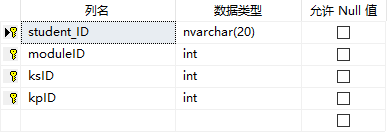 列名 数据类型 允许 Null 值
student_ID nvarchar(20)
moduleID int
ksID int
kpID int